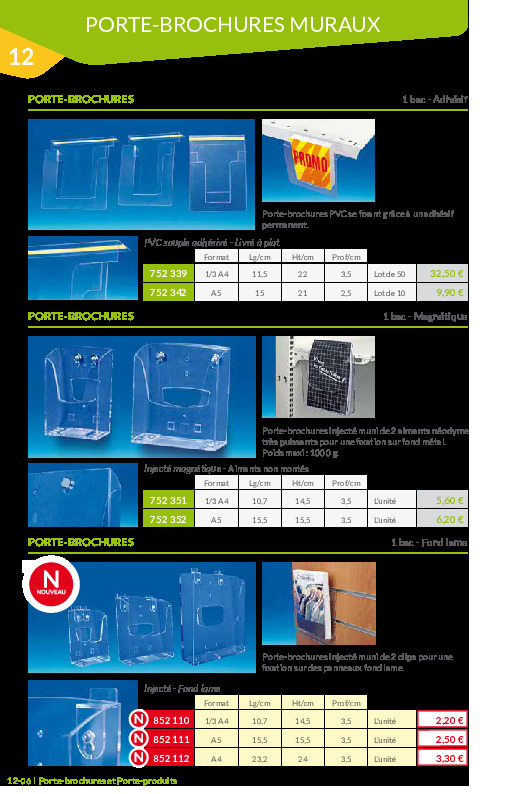 PORTE-BROCHURES MURAUX
12
PORTE-BROCHURES 1 bac - Adhésif
PROMO
Porte-brochures PVC se fixant grâce à un adhésif
permanent.
PVC souple adhésivé - Livré à plat
Format Lg/cm Ht/cm Prof/cm
752 339 1/3 A4 11,5 22 3,5 Lot de 50 32,50 €
752 342 A5 15 21 2,5 Lot de 10 9,90 €
PORTE-BROCHURES 1 bac - Magnétique
Porte-brochures injecté muni de 2 aimants néodyme
très puissants pour une fixation sur fond métal.
Poids maxi : 1000 g.
Injecté magnétique - Aimants non montés
Format Lg/cm Ht/cm Prof/cm
752 351 1/3 A4 10,7 14,5 3,5 L'unité 5,60 €
752 352 A5 15,5 15,5 3,5 L'unité 6,20 €
PORTE-BROCHURES 1 bac - Fond lame
N
NOUVEAU
Porte-brochures injecté muni de 2 clips pour une
fixation sur des panneaux fond lame.
Injecté - Fond lame
Format Lg/cm Ht/cm Prof/cm
N 852 110 1/3 A4 10,7 14,5 3,5 L'unité 2,20 €
N 852 111 A5 15,5 15,5 3,5 L'unité 2,50 €
N 852 112 A4 23,2 24 3,5 L'unité 3,30 €
12-06 | Porte-brochures et Porte-produits